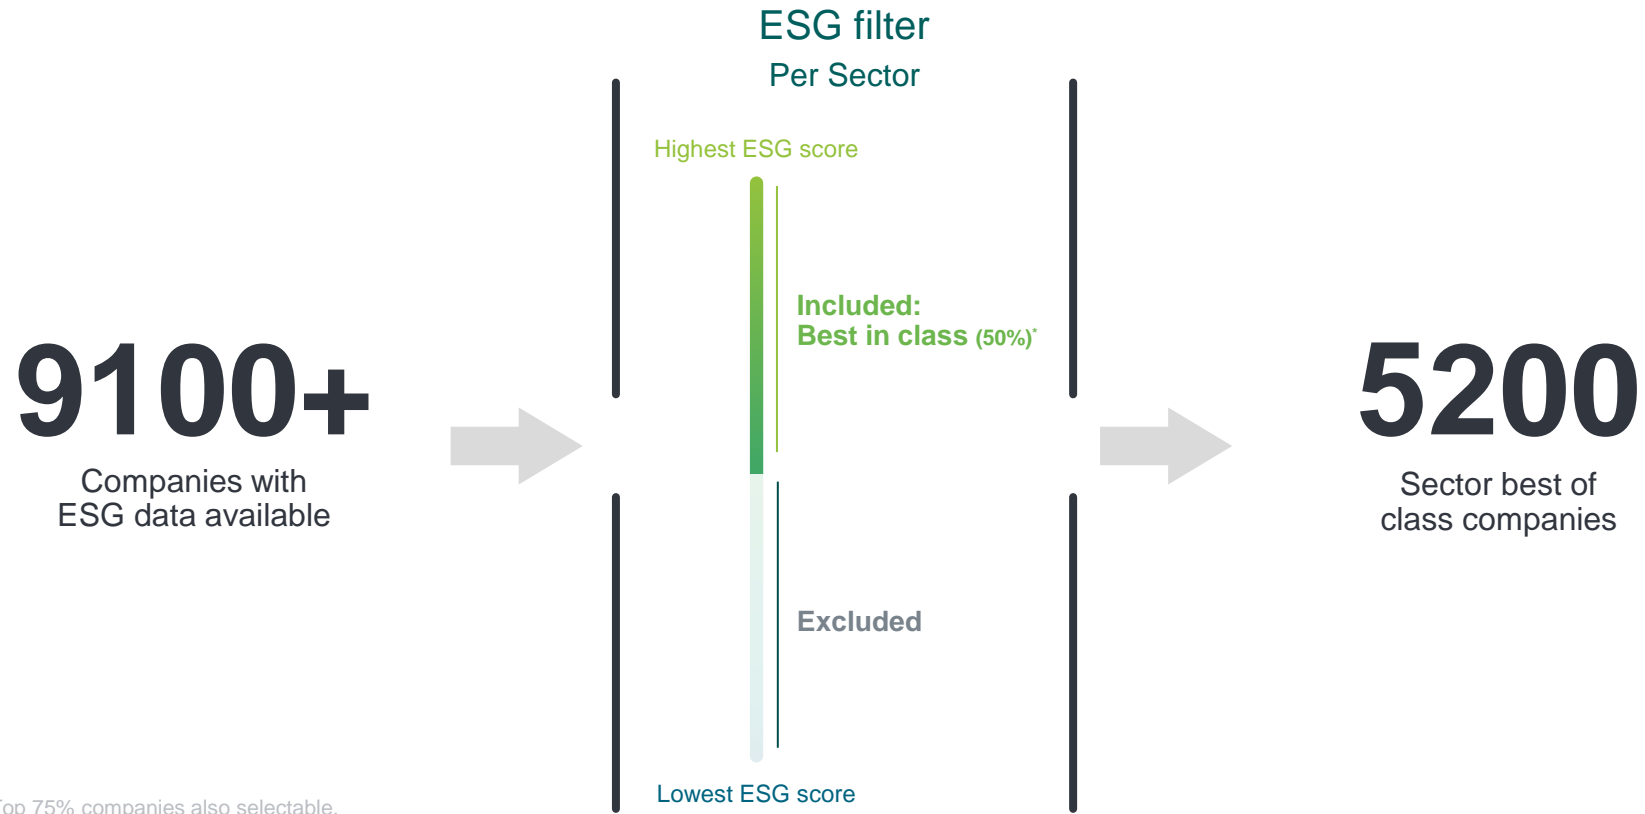 ESG filter
Per Sector
Highest ESG score
Included:
Best in class (50%)*
9100+
Companies with
ESG data available
5200
Sector best of
class companies
Excluded
Lowest ESG score
Top 75% companies also selectable.